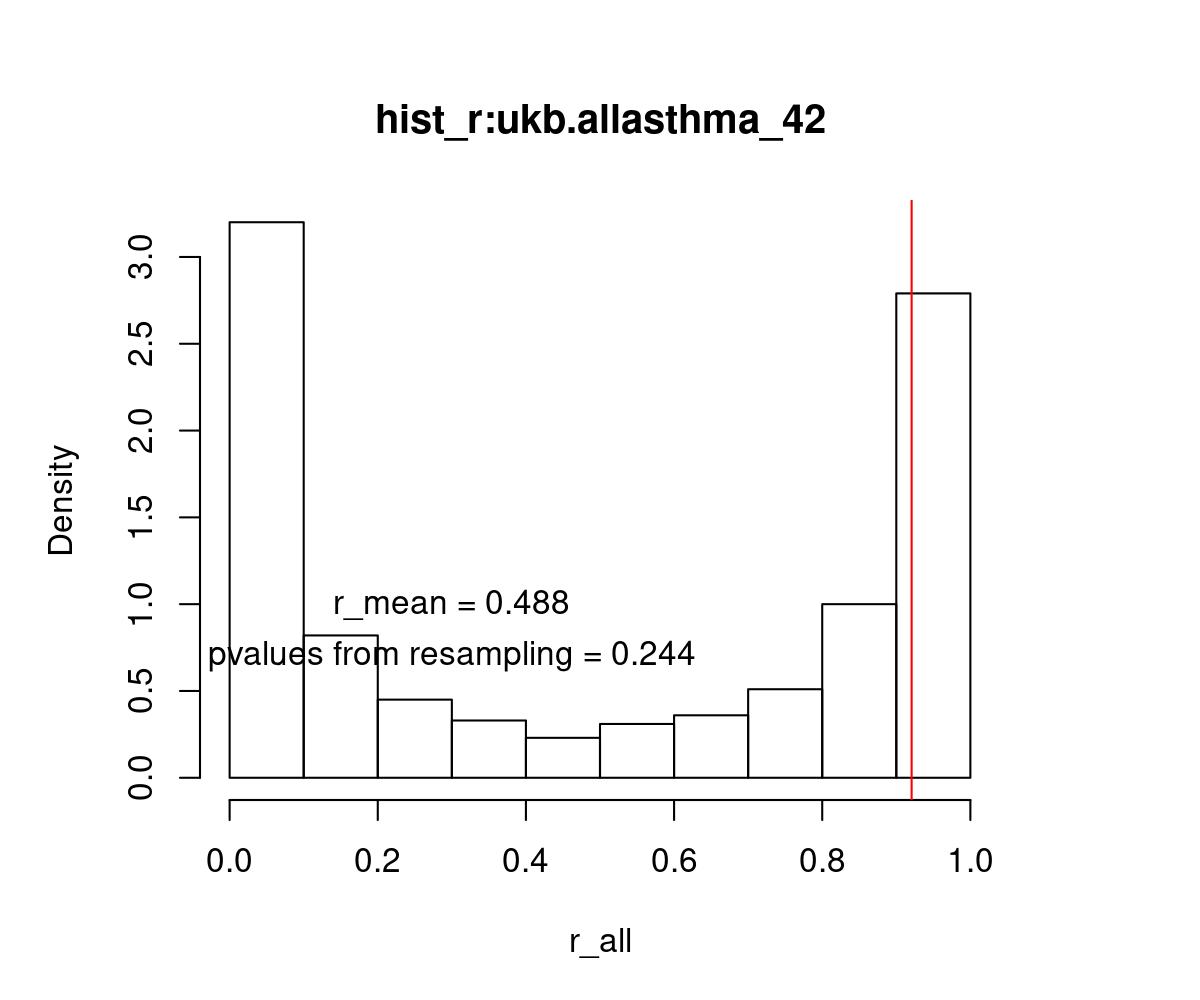 hist_r:ukb.allasthma_42
Density
3.0
2.5
2.0
1.5
1.0
0.5
0.0
r_mean = 0.488
pvalues from resampling = 0.244
0.0 0.2 0.4 0.6 0.8 1.0
r_all